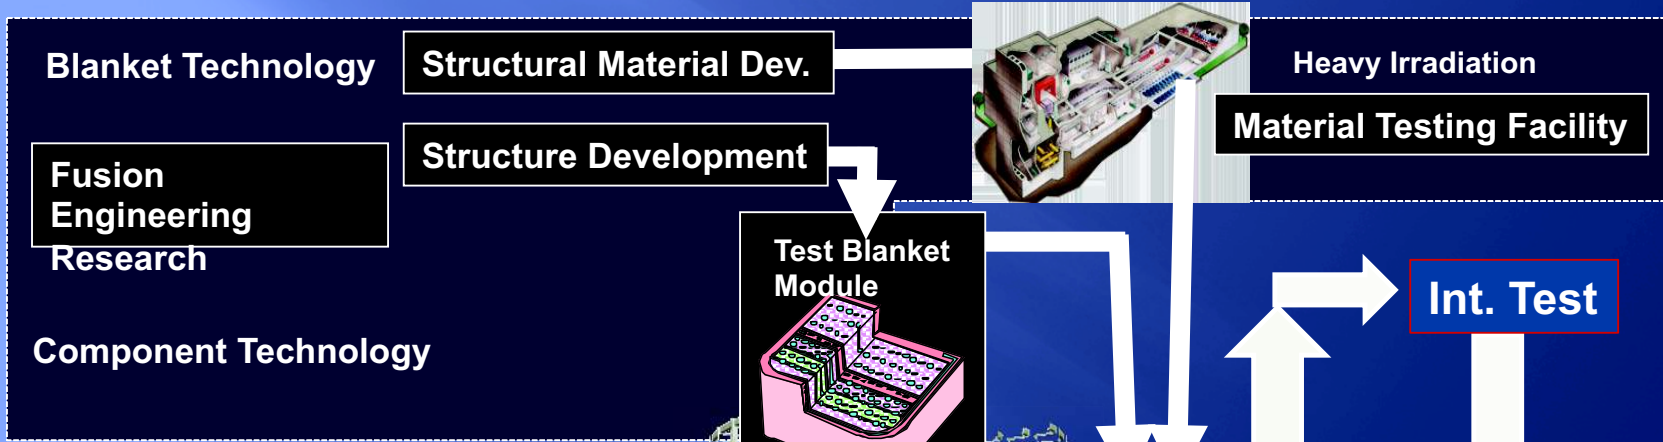 Blanket Technology
Structural Material Dev.
Heavy Irradiation
Material Testing Facility
Structure Development
Fusion
Engineering
Research
Test Blanket
Module
Int. Test
Component Technology